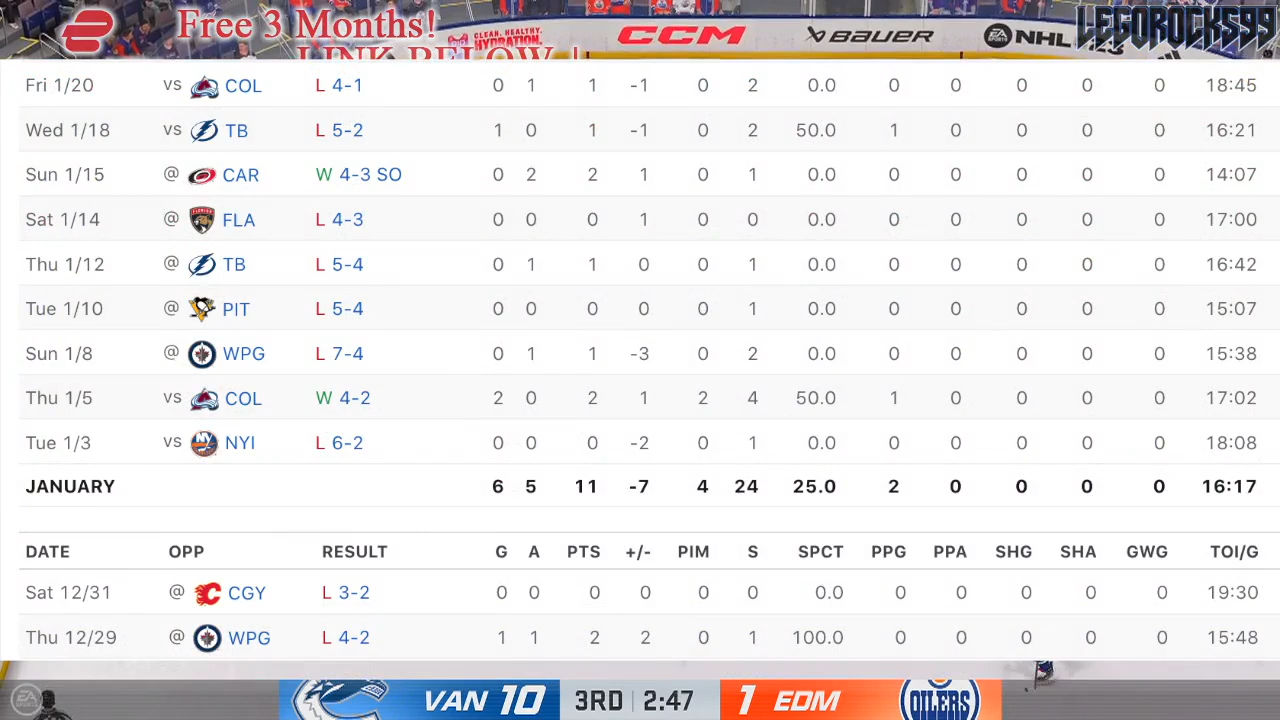 Free 3 Months!
LINK BELOW !
CLEAN. HEALTHY.
HYDRATION.
CCM
BAUER
EA SPORTS NHL
LEGOROCKS99
Fri 1/20 vs COL L 4-1 0 1 1 -1 0 2 0.0 0 0 0 0 0 18:45
Wed 1/18 vs TB L 5-2 1 0 1 -1 0 2 50.0 1 0 0 0 0 16:21
Sun 1/15 @ CAR W 4-3 SO 0 2 2 1 0 1 0.0 0 0 0 0 0 14:07
Sat 1/14 @ FLA L 4-3 0 0 0 1 0 0 0.0 0 0 0 0 0 17:00
Thu 1/12 @ TB L 5-4 0 1 1 0 0 1 0.0 0 0 0 0 0 16:42
Tue 1/10 @ PIT L 5-4 0 0 0 0 0 1 0.0 0 0 0 0 0 15:07
Sun 1/8 @ WPG L 7-4 0 1 1 -3 0 2 0.0 0 0 0 0 0 15:38
Thu 1/5 vs COL W 4-2 2 0 2 1 2 4 50.0 1 0 0 0 0 17:02
Tue 1/3 vs NYI L 6-2 0 0 0 -2 0 1 0.0 0 0 0 0 0 18:08
JANUARY 6 5 11 -7 4 24 25.0 2 0 0 0 0 16:17
DATE OPP RESULT G A PTS +/- PIM S SPCT PPG PPA SHG SHA GWG TOI/G
Sat 12/31 @ CGY L 3-2 0 0 0 0 0 0 0.0 0 0 0 0 0 19:30
Thu 12/29 @ WPG L 4-2 1 1 2 2 0 1 100.0 0 0 0 0 0 15:48
VAN 10 3RD 2:47 1 EDM OILERS